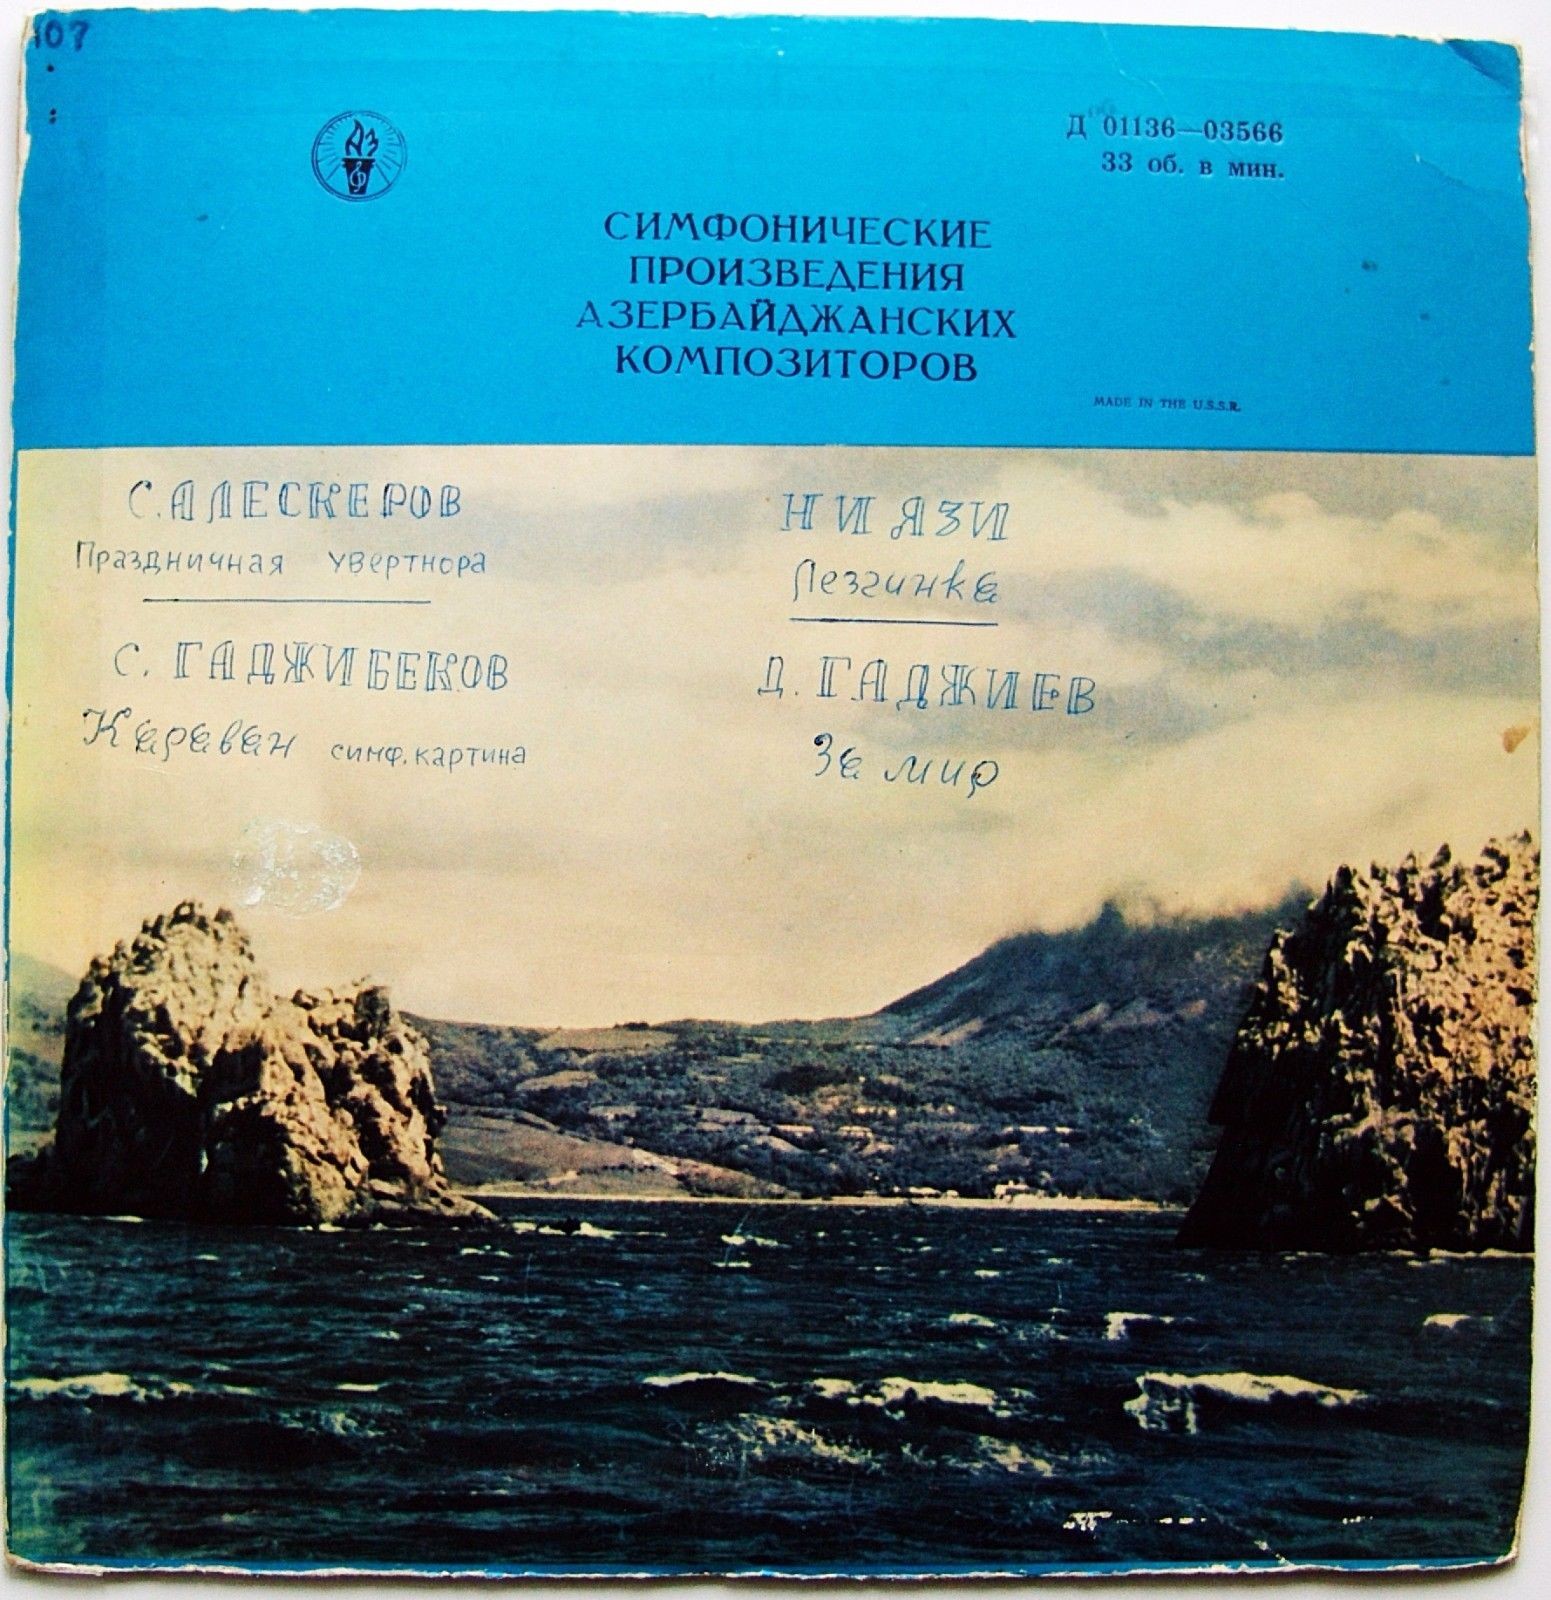 107
АЗ
Д 01136—03566
33 об. в мин.
СИМФОНИЧЕСКИЕ
ПРОИЗВЕДЕНИЯ
АЗЕРБАЙДЖАНСКИХ
КОМПОЗИТОРОВ
MADE IN THE U.S.S.R.
С. АЛЕСКЕРОВ
Праздничная увертнора
С. ГАДЖИБЕКОВ
Караван симф. картина
НИЯЗИ
Лезгинка
Д. ГАДЖИЕВ
За мир